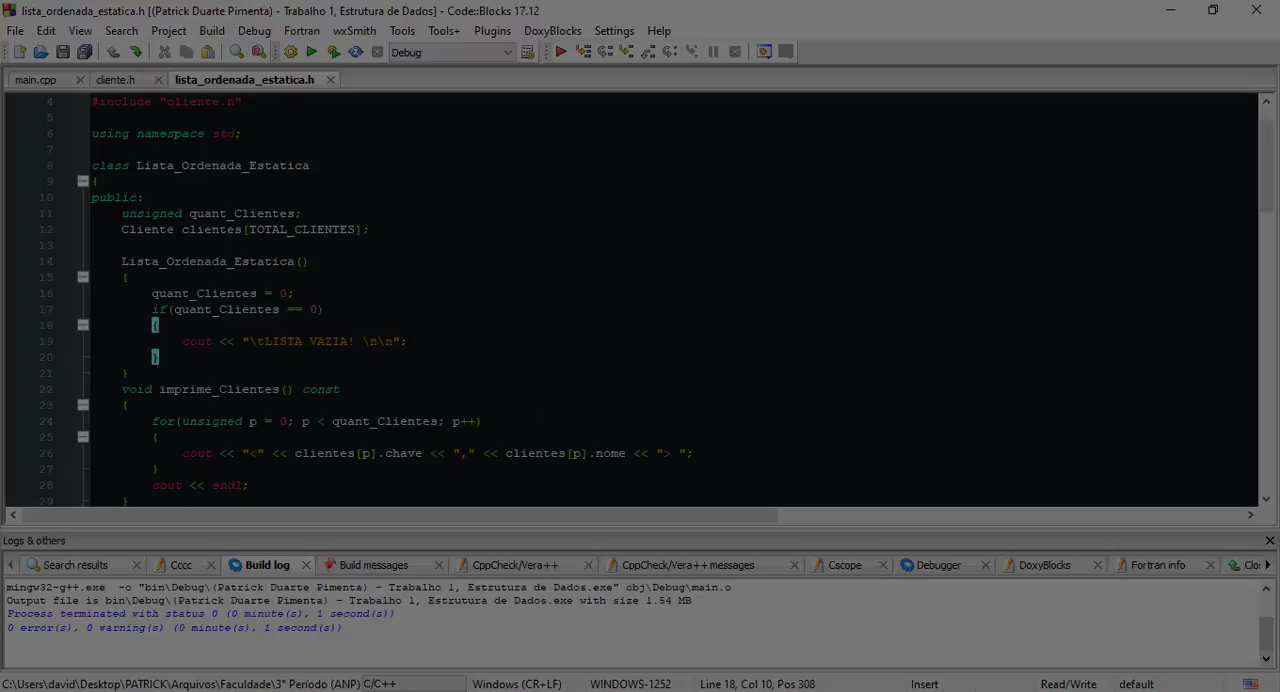 lista_ordenada_estatica.h [(Patrick Duarte Pimenta) - Trabalho 1, Estrutura de Dados] - Code::Blocks 17.12
File Edit View Search Project Build Debug Fortran wxSmith Tools Tools+ Plugins DoxyBlocks Settings Help
Debug
main.cpp cliente.h lista_ordenada_estatica.h
4 #include "cliente.h"
5
6 using namespace std;
7
8 class Lista_Ordenada_Estatica
9 {
10 public:
11 unsigned quant_Clientes;
12 Cliente clientes[TOTAL_CLIENTES];
13
14 Lista_Ordenada_Estatica()
15 {
16 quant_Clientes = 0;
17 if(quant_Clientes == 0)
18 {
19 cout << "\tLISTA VAZIA! \n\n";
20 }
21 }
22 void imprime_Clientes() const
23 {
24 for(unsigned p = 0; p < quant_Clientes; p++)
25 {
26 cout << "<" << clientes[p].chave << "," << clientes[p].nome << "> ";
27 }
28 cout << endl;
29 }
Logs & others
Search results Cccc Build log Build messages CppCheck/Vera++ CppCheck/Vera++ messages Cscope Debugger DoxyBlocks Fortran info Clo
mingw32-g++.exe -o "bin\Debug\(Patrick Duarte Pimenta) - Trabalho 1, Estrutura de Dados.exe" obj\Debug\main.o
Output file is bin\Debug\(Patrick Duarte Pimenta) - Trabalho 1, Estrutura de Dados.exe with size 1.54 MB
Process terminated with status 0 (0 minute(s), 1 second(s))
0 error(s), 0 warning(s) (0 minute(s), 1 second(s))
C:\Users\david\Desktop\PATRICK\Arquivos\Faculdade\3° Período (ANP) C/C++ Windows (CR+LF) WINDOWS-1252 Line 18, Col 10, Pos 308 Insert Read/Write default